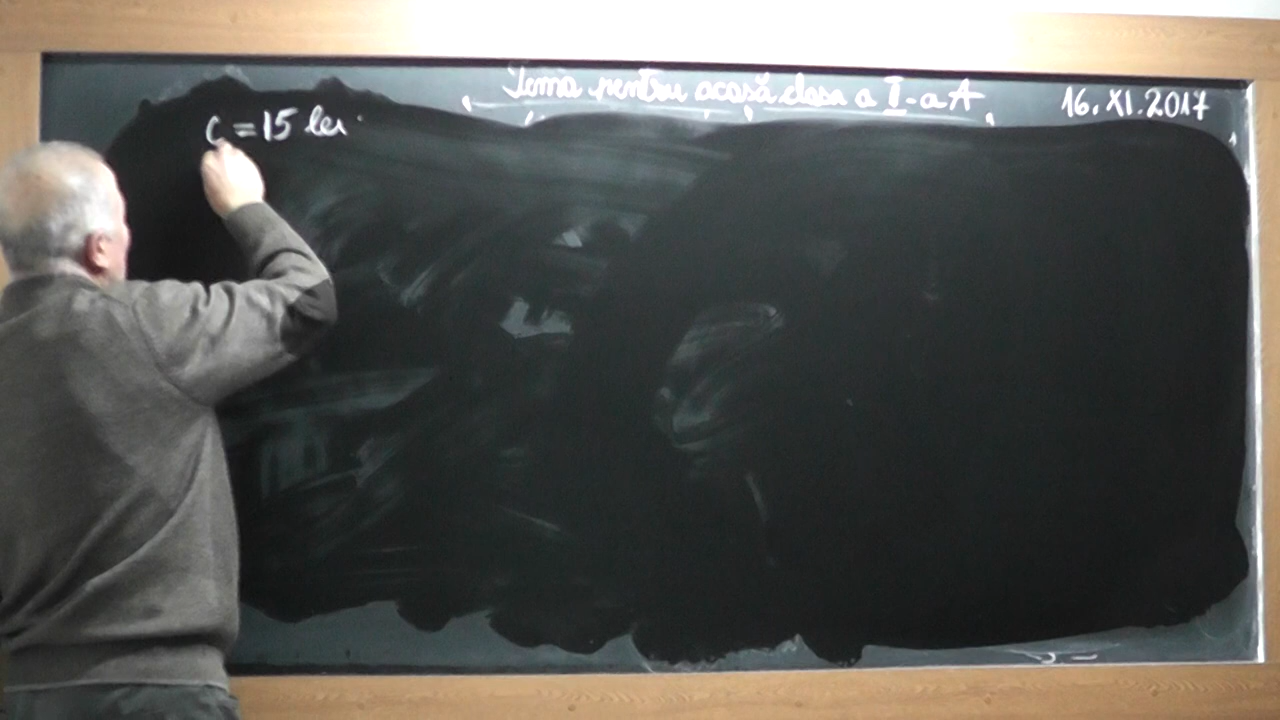 Tema pentru acasă clasa a I-a A
16.XI.2017
c = 15 lei